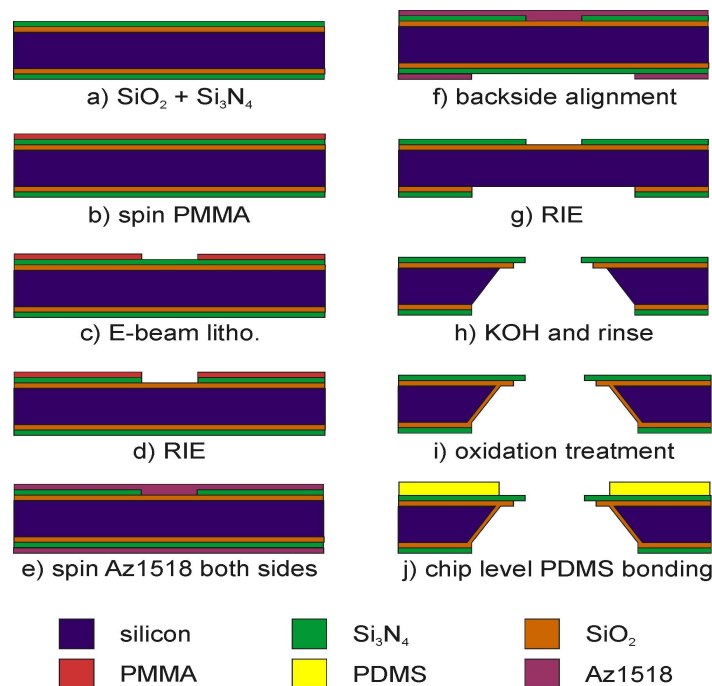 a) SiO₂ + Si₃N₄
b) spin PMMA
c) E-beam litho.
d) RIE
e) spin Az1518 both sides
f) backside alignment
g) RIE
h) KOH and rinse
i) oxidation treatment
j) chip level PDMS bonding
silicon
Si₃N₄
SiO₂
PMMA
PDMS
Az1518